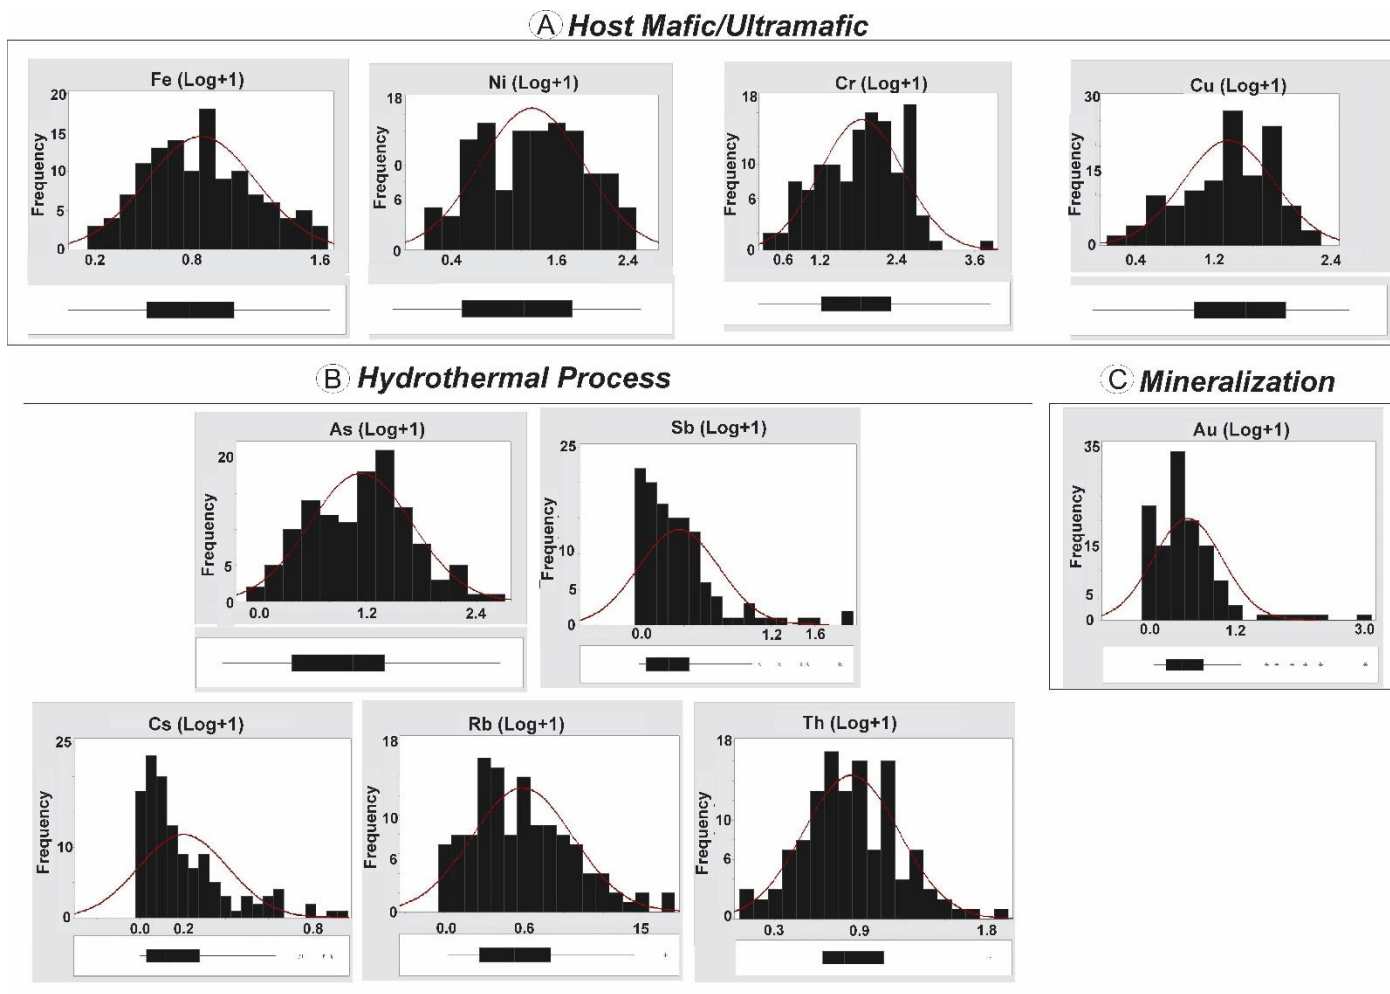 A Host Mafic/Ultramafic
Fe (Log+1)
Frequency
20
15
10
5
0
0.2 0.8 1.6
Ni (Log+1)
Frequency
18
0
6
0
0.4 1.6 2.4
Cr (Log+1)
Frequency
18
10
6
0
0.6 1.2 2.4 3.6
Cu (Log+1)
Frequency
30
15
0
0.4 1.2 2.4
B Hydrothermal Process
As (Log+1)
Frequency
20
5
0
0.0 1.2 2.4
Sb (Log+1)
Frequency
25
10
5
0
0.0 1.2 1.6
C Mineralization
Au (Log+1)
Frequency
35
15
0
0.0 1.2 3.0
Cs (Log+1)
Frequency
25
10
0
0.0 0.2 0.8
Rb (Log+1)
Frequency
18
10
6
0
0.0 0.6 15
Th (Log+1)
Frequency
18
10
6
0
0.3 0.9 1.8